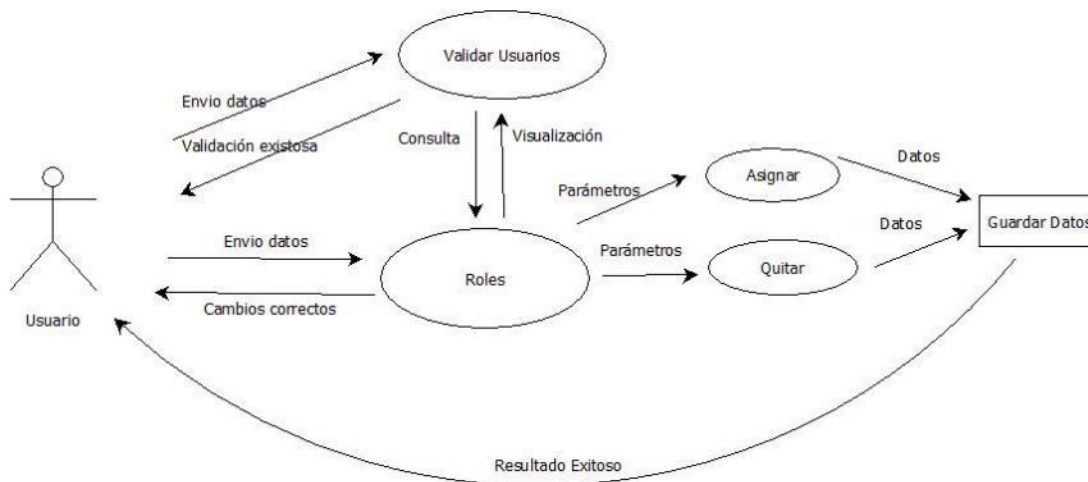 Validar Usuarios
Envio datos
Validación existosa
Consulta
Visualización
Asignar
Datos
Parámetros
Guardar Datos
Envio datos
Roles
Parámetros
Quitar
Datos
Cambios correctos
Usuario
Resultado Exitoso